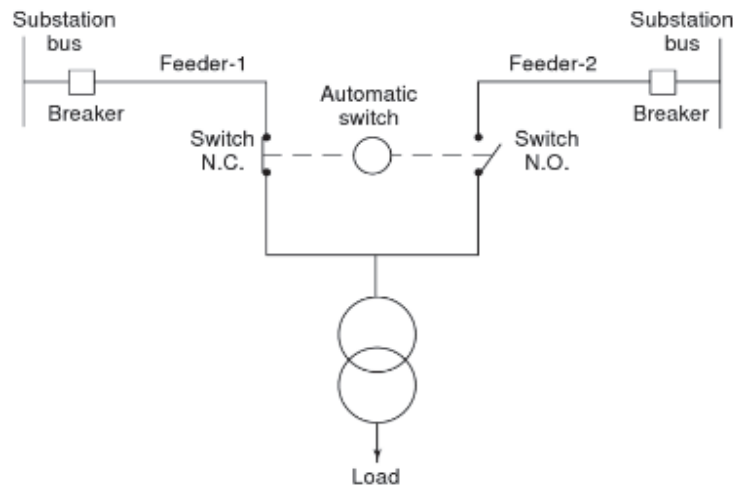 Substation
bus
Feeder-1
Breaker
Substation
bus
Feeder-2
Breaker
Automatic
switch
Switch
N.C.
Switch
N.O.
Load